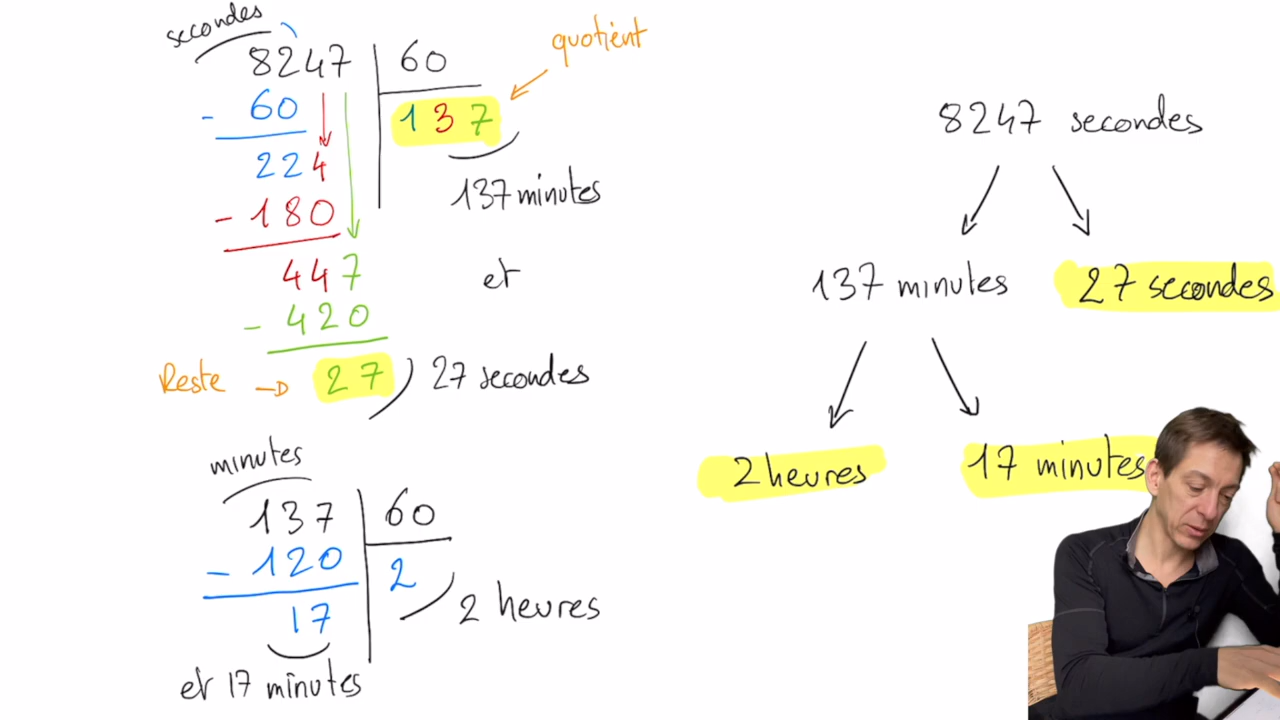 secondes
8247 60
quotient
- 60
137
224
- 180
137 minutes
447
et
- 420
Reste → 27
27 secondes
minutes
137 60
- 120
2
17
2 heures
et 17 minutes
8247 secondes
137 minutes 27 secondes
2 heures 17 minutes